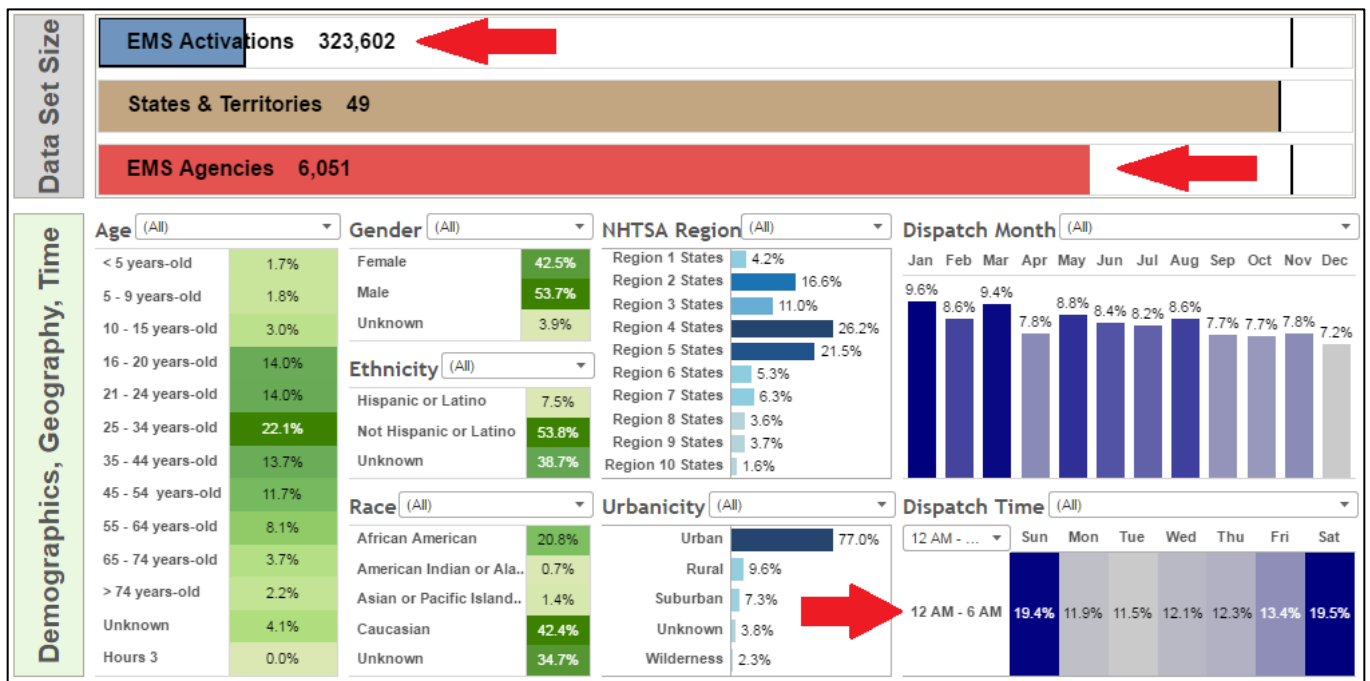 Data Set Size
EMS Activations 323,602
States & Territories 49
EMS Agencies 6,051
Demographics, Geography, Time
Age (All)
< 5 years-old 1.7%
5 - 9 years-old 1.8%
10 - 15 years-old 3.0%
16 - 20 years-old 14.0%
21 - 24 years-old 14.0%
25 - 34 years-old 22.1%
35 - 44 years-old 13.7%
45 - 54 years-old 11.7%
55 - 64 years-old 8.1%
65 - 74 years-old 3.7%
> 74 years-old 2.2%
Unknown 4.1%
Hours 3 0.0%
Gender (All)
Female 42.5%
Male 53.7%
Unknown 3.9%
Ethnicity (All)
Hispanic or Latino 7.5%
Not Hispanic or Latino 53.8%
Unknown 38.7%
Race (All)
African American 20.8%
American Indian or Ala.. 0.7%
Asian or Pacific Island.. 1.4%
Caucasian 42.4%
Unknown 34.7%
NHTSA Region (All)
Region 1 States 4.2%
Region 2 States 16.6%
Region 3 States 11.0%
Region 4 States 26.2%
Region 5 States 21.5%
Region 6 States 5.3%
Region 7 States 6.3%
Region 8 States 3.6%
Region 9 States 3.7%
Region 10 States 1.6%
Urbanicity (All)
Urban 77.0%
Rural 9.6%
Suburban 7.3%
Unknown 3.8%
Wilderness 2.3%
Dispatch Month (All)
Jan Feb Mar Apr May Jun Jul Aug Sep Oct Nov Dec
9.6% 8.6% 9.4% 7.8% 8.8% 8.4% 8.2% 8.6% 7.7% 7.7% 7.8% 7.2%
Dispatch Time (All)
12 AM - ... Sun Mon Tue Wed Thu Fri Sat
12 AM - 6 AM 19.4% 11.9% 11.5% 12.1% 12.3% 13.4% 19.5%